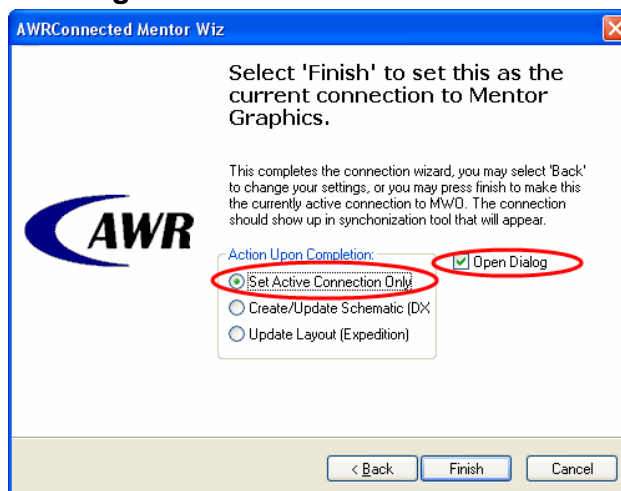 AWRConnected Mentor Wiz
Select 'Finish' to set this as the
current connection to Mentor
Graphics.
This completes the connection wizard, you may select 'Back'
to change your settings, or you may press finish to make this
the currently active connection to MWO. The connection
should show up in synchonization tool that will appear.
AWR
Action Upon Completion:
Open Dialog
Set Active Connection Only
Create/Update Schematic (DX
Update Layout (Expedition)
< Back
Finish
Cancel